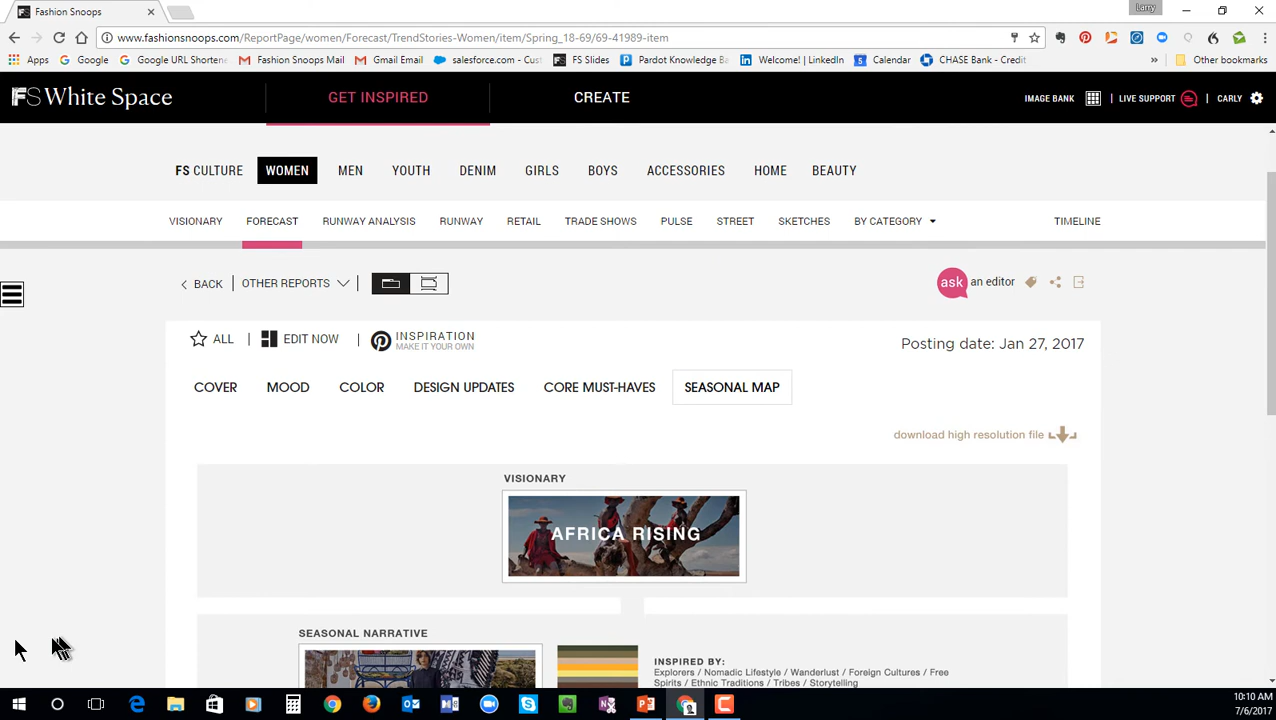 Fashion Snoops
Larry
www.fashionsnoops.com/ReportPage/women/Forecast/TrendStories-Women/item/Spring_18-69/69-41989-item
Apps Google Google URL Shortene Fashion Snoops Mail Gmail Email salesforce.com - Cus FS Slides Pardot Knowledge Ba Welcome! | LinkedIn Calendar CHASE Bank - Credit » Other bookmarks
FS White Space GET INSPIRED CREATE IMAGE BANK | LIVE SUPPORT | CARLY
FS CULTURE WOMEN MEN YOUTH DENIM GIRLS BOYS ACCESSORIES HOME BEAUTY
VISIONARY FORECAST RUNWAY ANALYSIS RUNWAY RETAIL TRADE SHOWS PULSE STREET SKETCHES BY CATEGORY TIMELINE
BACK | OTHER REPORTS | ask an editor
ALL | EDIT NOW | INSPIRATION
MAKE IT YOUR OWN
Posting date: Jan 27, 2017
COVER MOOD COLOR DESIGN UPDATES CORE MUST-HAVES SEASONAL MAP
download high resolution file
VISIONARY
AFRICA RISING
SEASONAL NARRATIVE
INSPIRED BY:
Explorers / Nomadic Lifestyle / Wanderlust / Foreign Cultures / Free
Spirits / Ethnic Traditions / Tribes / Storytelling
10:10 AM
7/6/2017